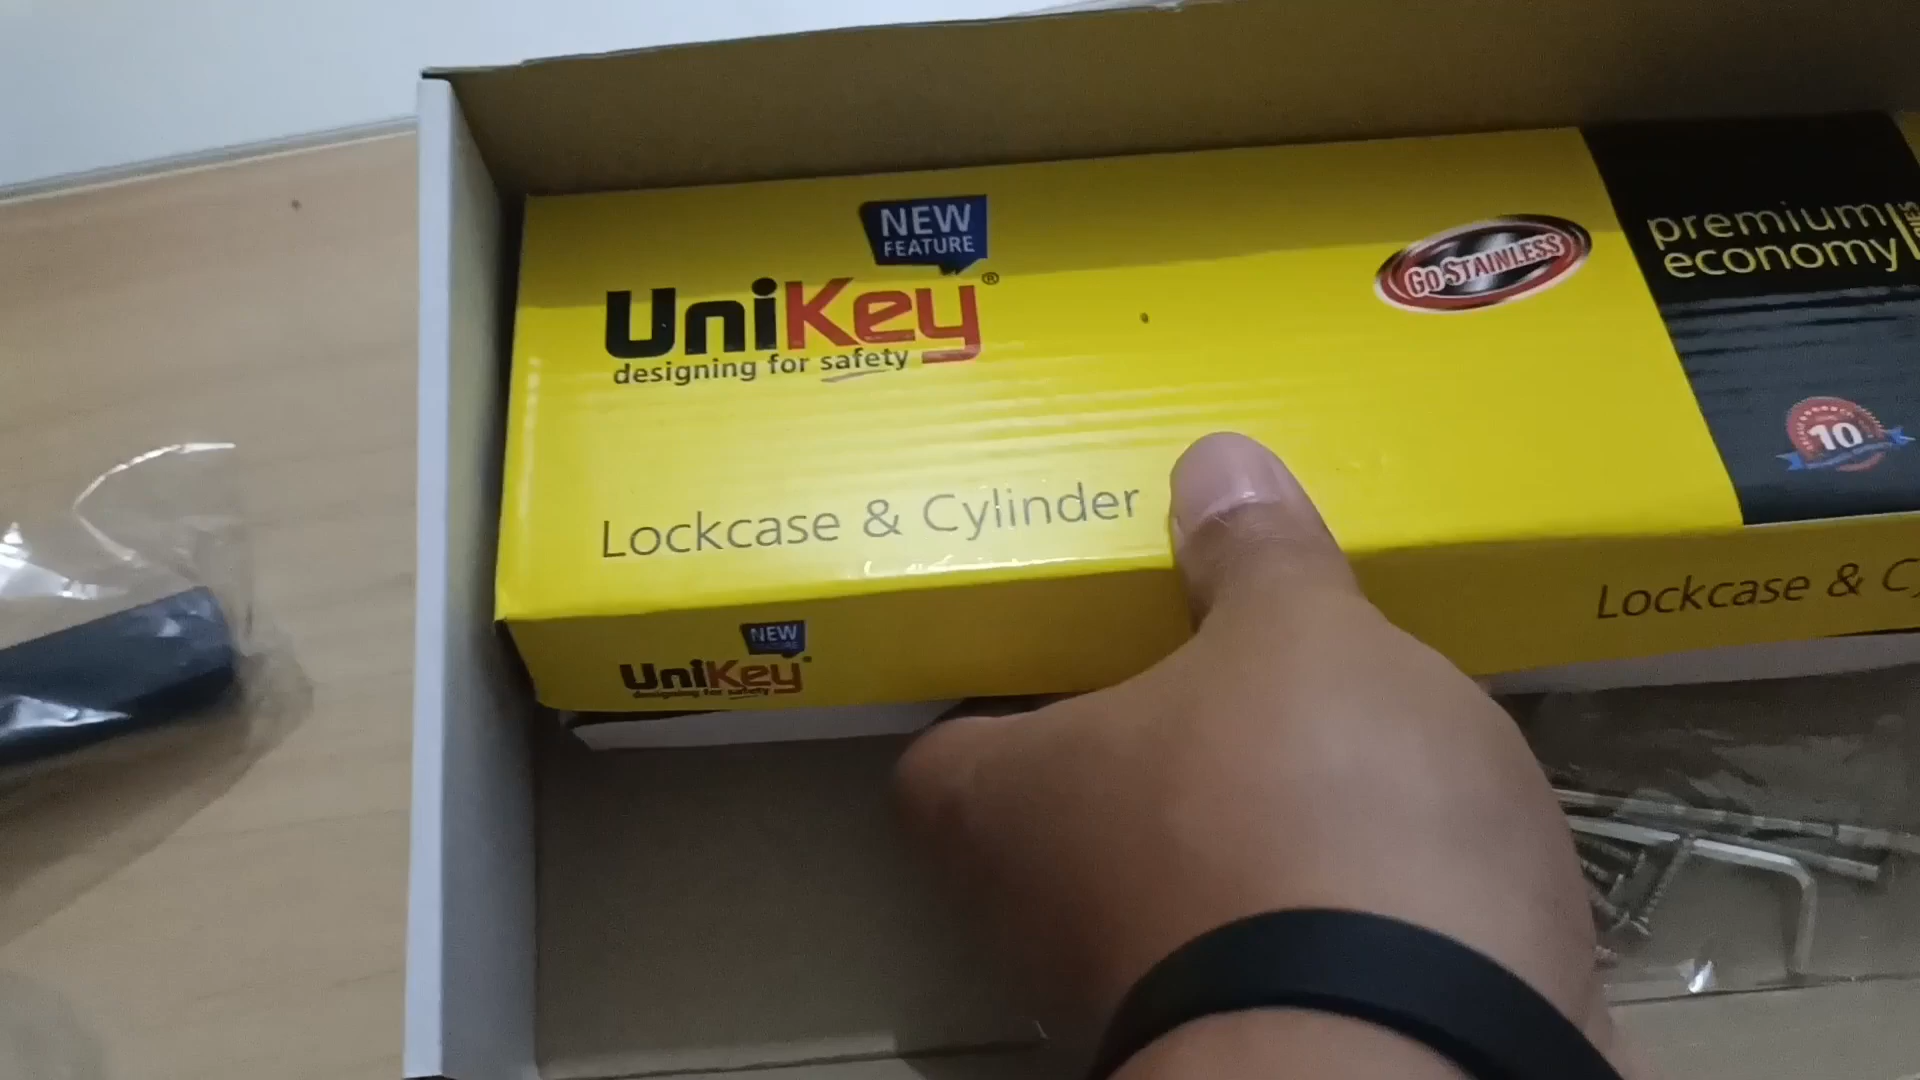 NEW
FEATURE
UniKey®
designing for safety
GO STAINLESS
premium
economy
10
Lockcase & Cylinder
Lockcase & C
NEW
UniKey
designing for safety